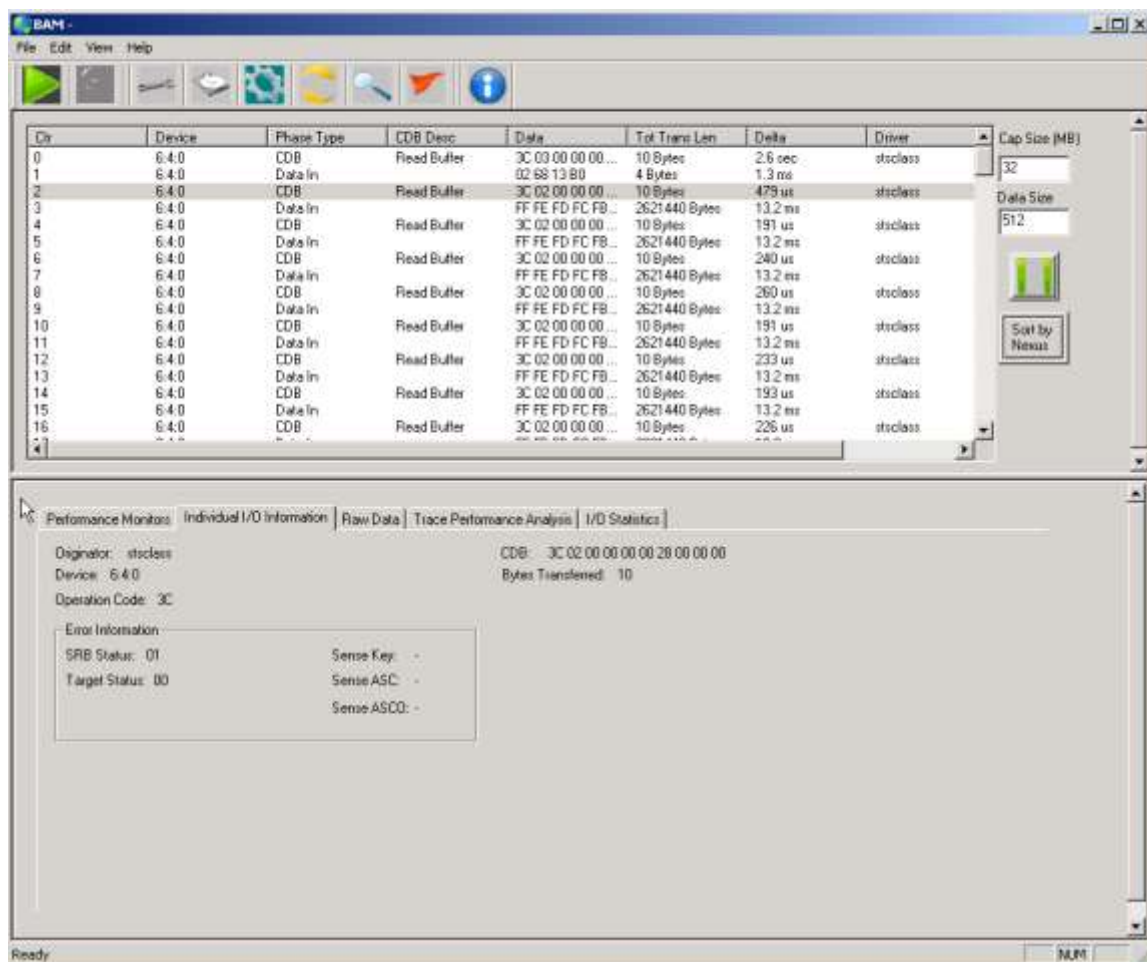 BAM -
File Edit View Help
Ctr Device Phase Type CDB Desc Data Tot Trans Len Delta Driver
0 6:4:0 CDB Read Buffer 3C 03 00 00 00 ... 10 Bytes 2.6 sec stsclass
1 6:4:0 Data In 02 68 13 B0 4 Bytes 1.3 ms
2 6:4:0 CDB Read Buffer 3C 02 00 00 00 ... 10 Bytes 479 us stsclass
3 6:4:0 Data In FF FE FD FC FB... 2621440 Bytes 13.2 ms
4 6:4:0 CDB Read Buffer 3C 02 00 00 00 ... 10 Bytes 191 us stsclass
5 6:4:0 Data In FF FE FD FC FB... 2621440 Bytes 13.2 ms
6 6:4:0 CDB Read Buffer 3C 02 00 00 00 ... 10 Bytes 240 us stsclass
7 6:4:0 Data In FF FE FD FC FB... 2621440 Bytes 13.2 ms
8 6:4:0 CDB Read Buffer 3C 02 00 00 00 ... 10 Bytes 260 us stsclass
9 6:4:0 Data In FF FE FD FC FB... 2621440 Bytes 13.2 ms
10 6:4:0 CDB Read Buffer 3C 02 00 00 00 ... 10 Bytes 191 us stsclass
11 6:4:0 Data In FF FE FD FC FB... 2621440 Bytes 13.2 ms
12 6:4:0 CDB Read Buffer 3C 02 00 00 00 ... 10 Bytes 233 us stsclass
13 6:4:0 Data In FF FE FD FC FB... 2621440 Bytes 13.2 ms
14 6:4:0 CDB Read Buffer 3C 02 00 00 00 ... 10 Bytes 193 us stsclass
15 6:4:0 Data In FF FE FD FC FB... 2621440 Bytes 13.2 ms
16 6:4:0 CDB Read Buffer 3C 02 00 00 00 ... 10 Bytes 226 us stsclass
Cap Size (MB)
32
Data Size
512
Sort by
Nexus
Performance Monitors Individual I/O Information Raw Data Trace Performance Analysis I/O Statistics
Originator: stsclass CDB: 3C 02 00 00 00 00 28 00 00 00
Device: 6:4:0 Bytes Transferred: 10
Operation Code: 3C
Error Information
SRB Status: 01 Sense Key: -
Target Status: 00 Sense ASC: -
Sense ASCQ: -
Ready NUM